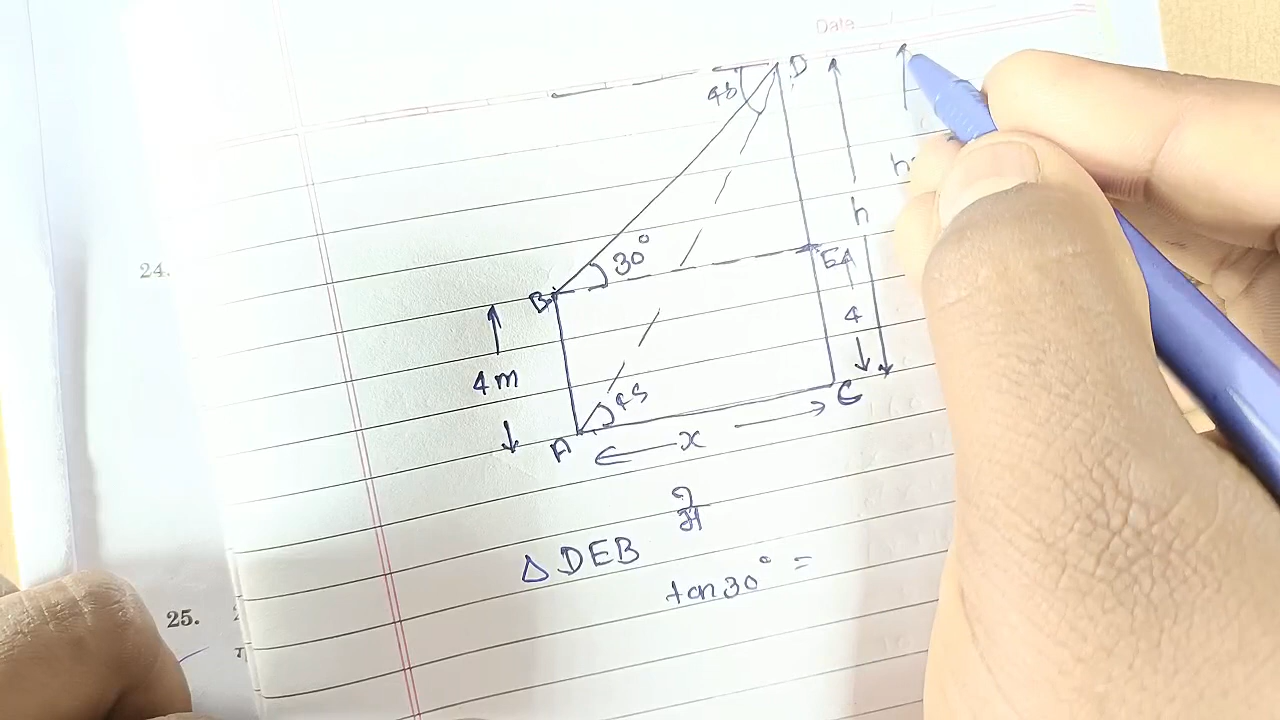 Date
D
45
h
h-
24.
30°
B
E
4
4m
45
A
C
x
में
Δ DEB
tan30° =
25.